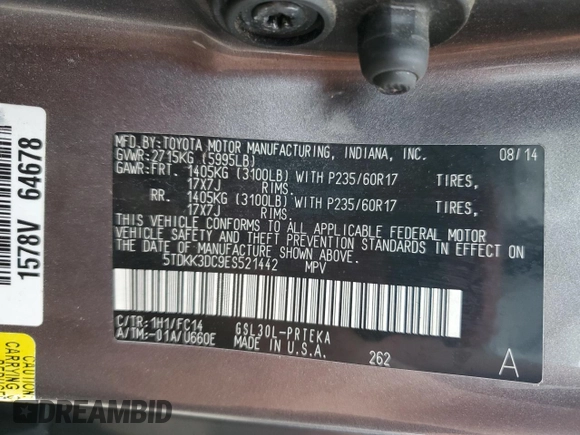 MFD.BY:TOYOTA MOTOR MANUFACTURING, INDIANA, INC. 08/14
GVWR:2715KG (5995LB)
GAWR:FRT. 1405KG (3100LB) WITH P235/60R17 TIRES,
17X7J RIMS.
RR. 1405KG (3100LB) WITH P235/60R17 TIRES,
17X7J RIMS.
THIS VEHICLE CONFORMS TO ALL APPLICABLE FEDERAL MOTOR
VEHICLE SAFETY AND THEFT PREVENTION STANDARDS IN EFFECT ON
THE DATE OF MANUFACTURE SHOWN ABOVE.
5TDKK3DC9ES521442 MPV
C/TR:1H1/FC14 GSL30L-PRTEKA
A/TM:-01A/U660E MADE IN U.S.A. 262 A
1578V 64678
CAUTION
CARRYING
DREAMBID